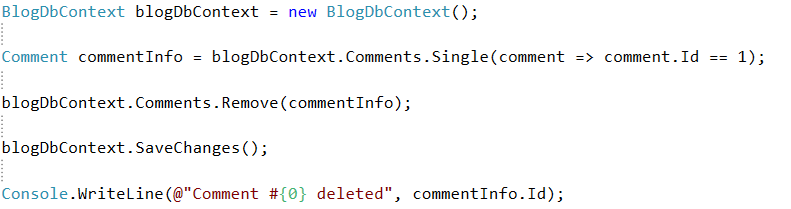 BlogDbContext blogDbContext = new BlogDbContext();
Comment commentInfo = blogDbContext.Comments.Single(comment => comment.Id == 1);
blogDbContext.Comments.Remove(commentInfo);
blogDbContext.SaveChanges();
Console.WriteLine(@"Comment #{0} deleted", commentInfo.Id);